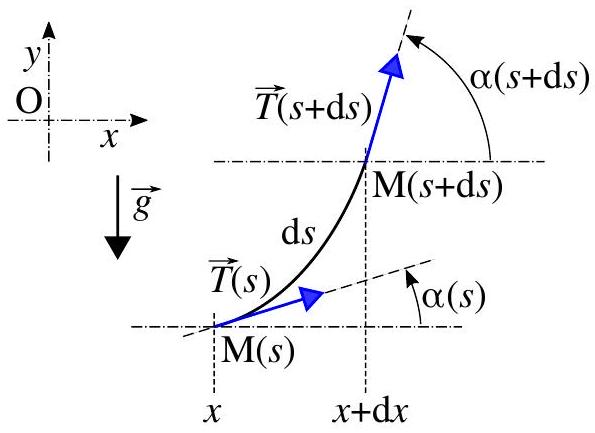 y
O
x
g⃗
T⃗(s+ds)
α(s+ds)
M(s+ds)
ds
T⃗(s)
α(s)
M(s)
x
x+dx